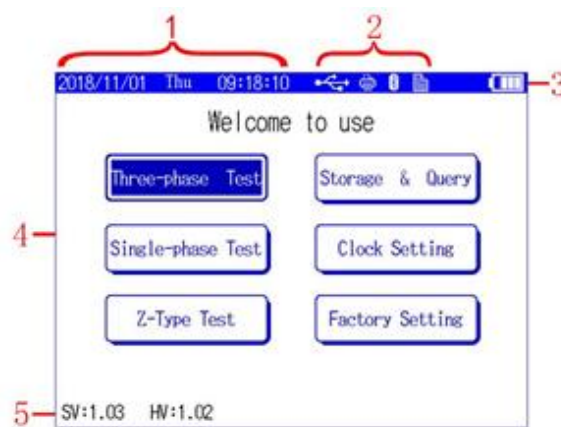 1 2
2018/11/01 Thu 09:18:10
3
Welcome to use
Three-phase Test Storage & Query
4
Single-phase Test Clock Setting
Z-Type Test Factory Setting
5
SV:1.03 HV:1.02